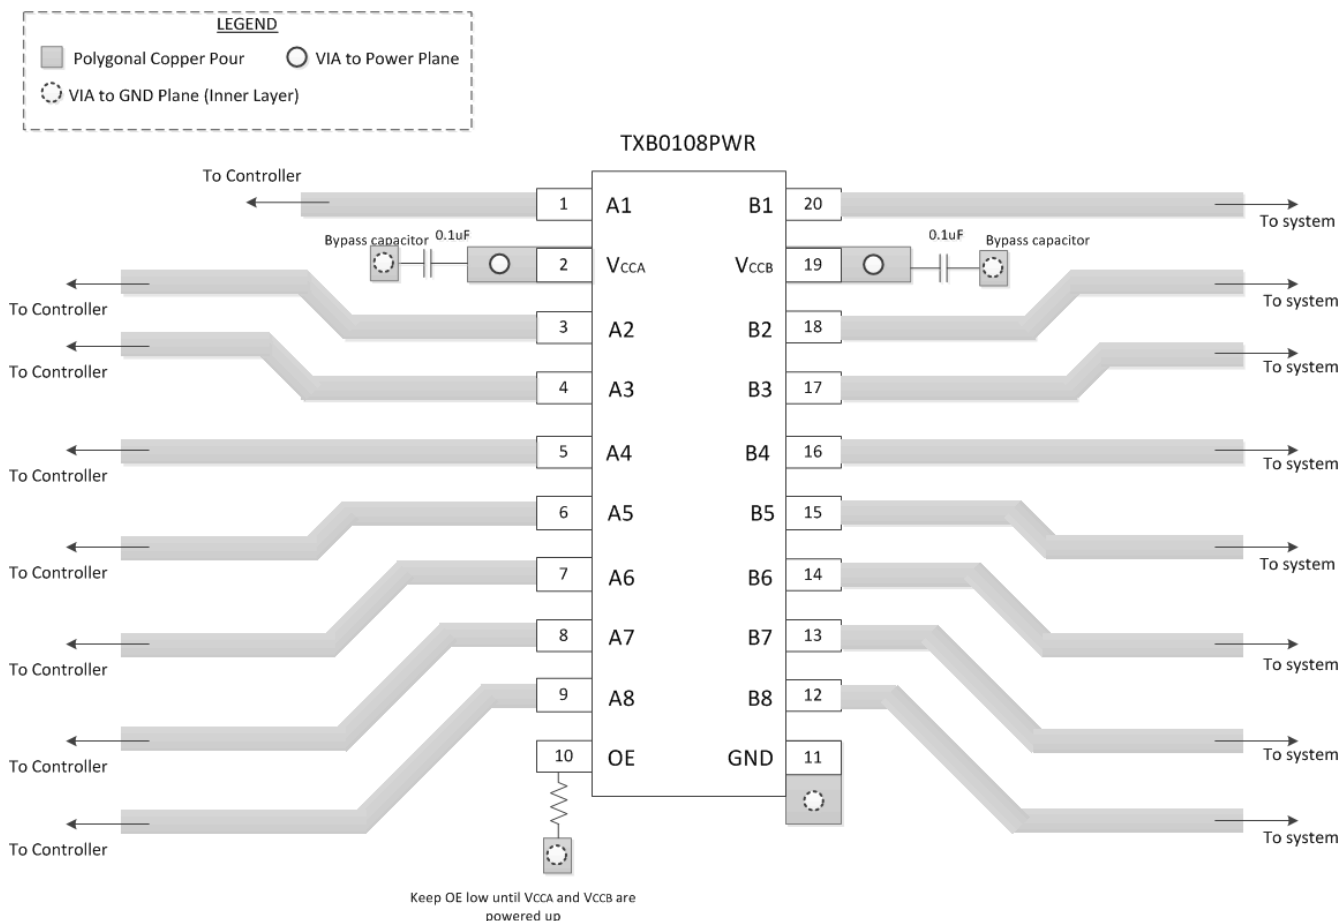 LEGEND
Polygonal Copper Pour
VIA to Power Plane
VIA to GND Plane (Inner Layer)
TXB0108PWR
To Controller
1 A1
B1 20
To system
Bypass capacitor 0.1uF
2 VCCA
VCCB 19
0.1uF Bypass capacitor
To Controller
3 A2
B2 18
To system
To Controller
4 A3
B3 17
To system
To Controller
5 A4
B4 16
To system
To Controller
6 A5
B5 15
To system
To Controller
7 A6
B6 14
To system
To Controller
8 A7
B7 13
To system
To Controller
9 A8
B8 12
To system
10 OE
GND 11
Keep OE low until VCCA and VCCB are
powered up